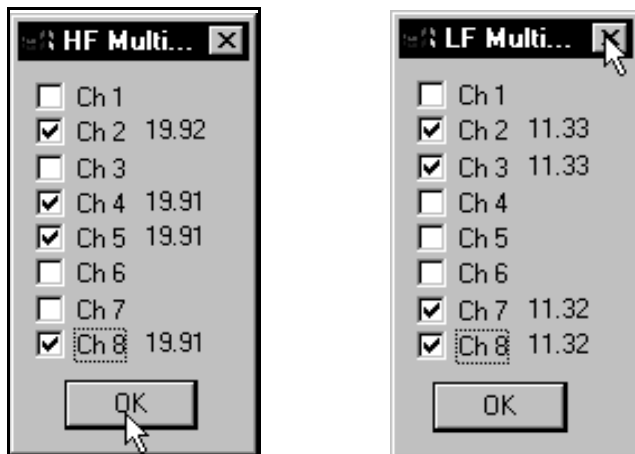 HF Multi...
Ch 1
Ch 2 19.92
Ch 3
Ch 4 19.91
Ch 5 19.91
Ch 6
Ch 7
Ch 8 19.91
OK
LF Multi...
Ch 1
Ch 2 11.33
Ch 3 11.33
Ch 4
Ch 5
Ch 6
Ch 7 11.32
Ch 8 11.32
OK